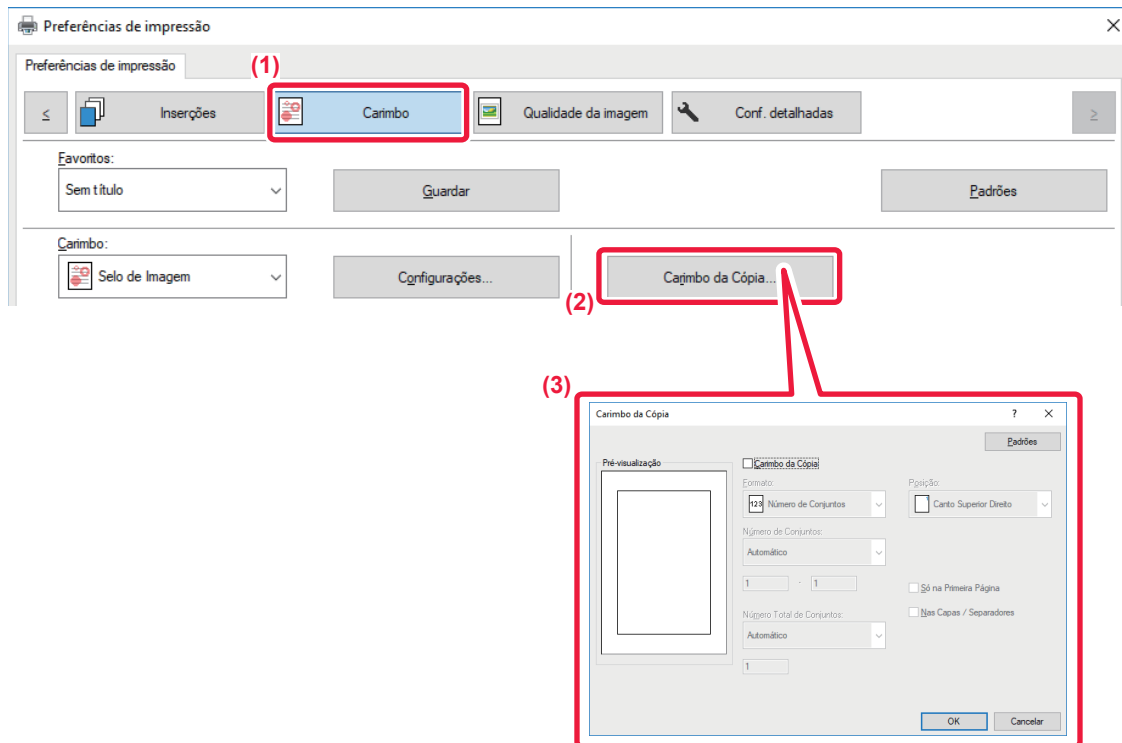 Preferências de impressão
Preferências de impressão
(1)
≤
Inserções
Carimbo
Qualidade da imagem
Conf. detalhadas
≥
Favoritos:
Sem título
Guardar
Padrões
Carimbo:
Selo de Imagem
Configurações...
Carimbo da Cópia...
(2)
(3)
Carimbo da Cópia
?
Padrões
Pré-visualização
Carimbo da Cópia
Formato:
Posição:
123 Número de Conjuntos
1 Canto Superior Direito
Número de Conjuntos:
Automático
1 - 1
Só na Primeira Página
Nas Capas / Separadores
Número Total de Conjuntos:
Automático
1
OK
Cancelar